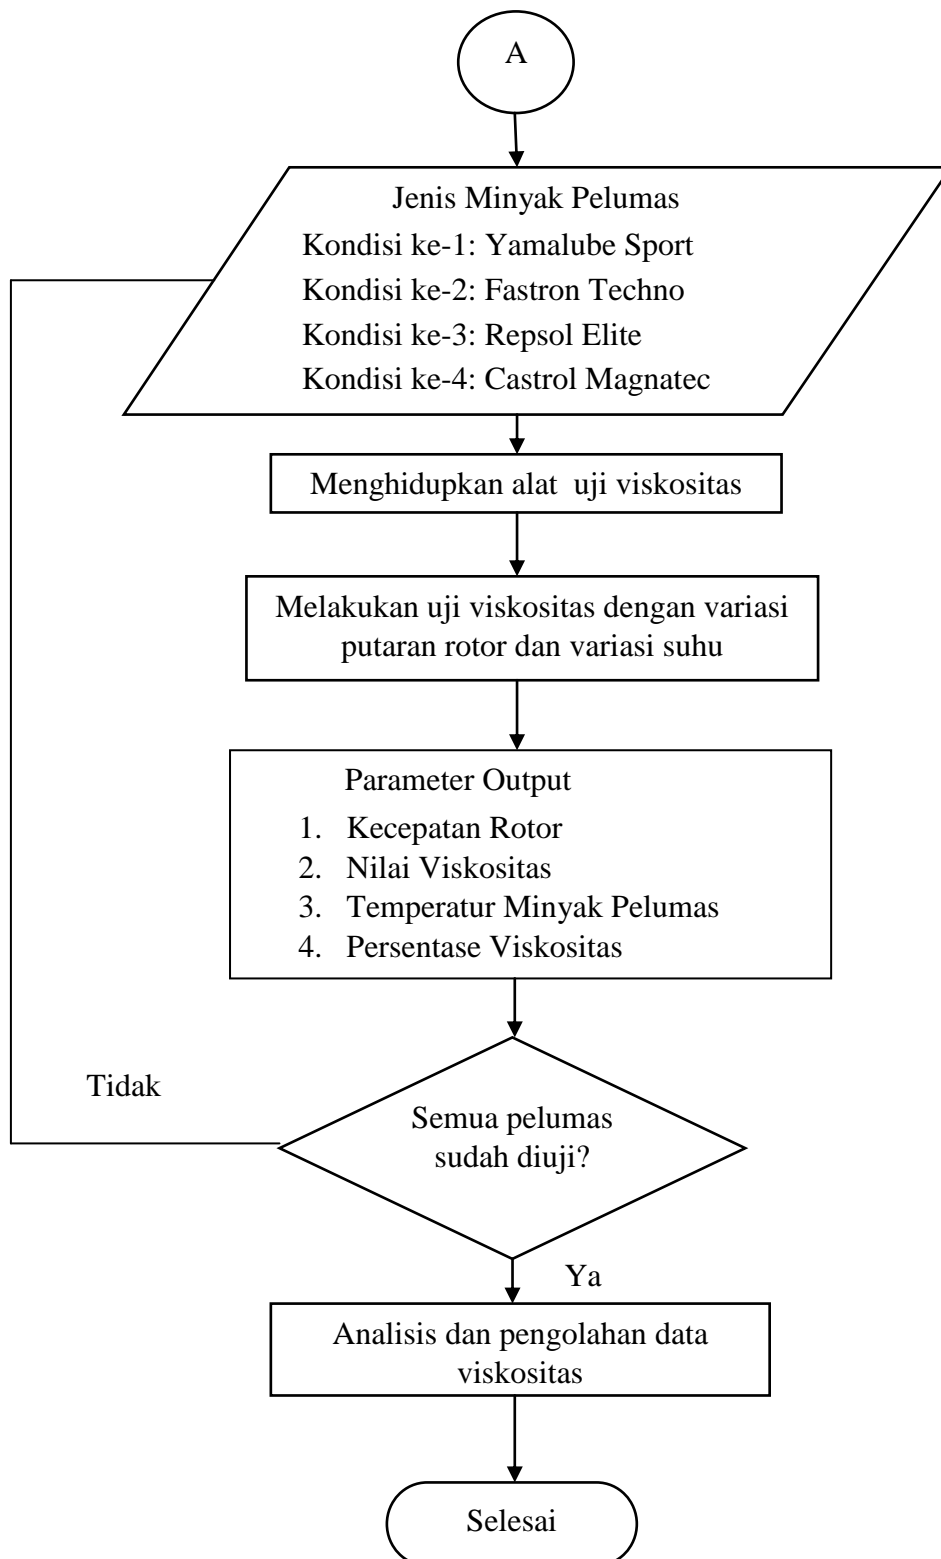 A
Jenis Minyak Pelumas
Kondisi ke-1: Yamalube Sport
Kondisi ke-2: Fastron Techno
Kondisi ke-3: Repsol Elite
Kondisi ke-4: Castrol Magnatec
Menghidupkan alat uji viskositas
Melakukan uji viskositas dengan variasi
putaran rotor dan variasi suhu
Parameter Output
1. Kecepatan Rotor
2. Nilai Viskositas
3. Temperatur Minyak Pelumas
4. Persentase Viskositas
Tidak
Semua pelumas
sudah diuji?
Ya
Analisis dan pengolahan data
viskositas
Selesai